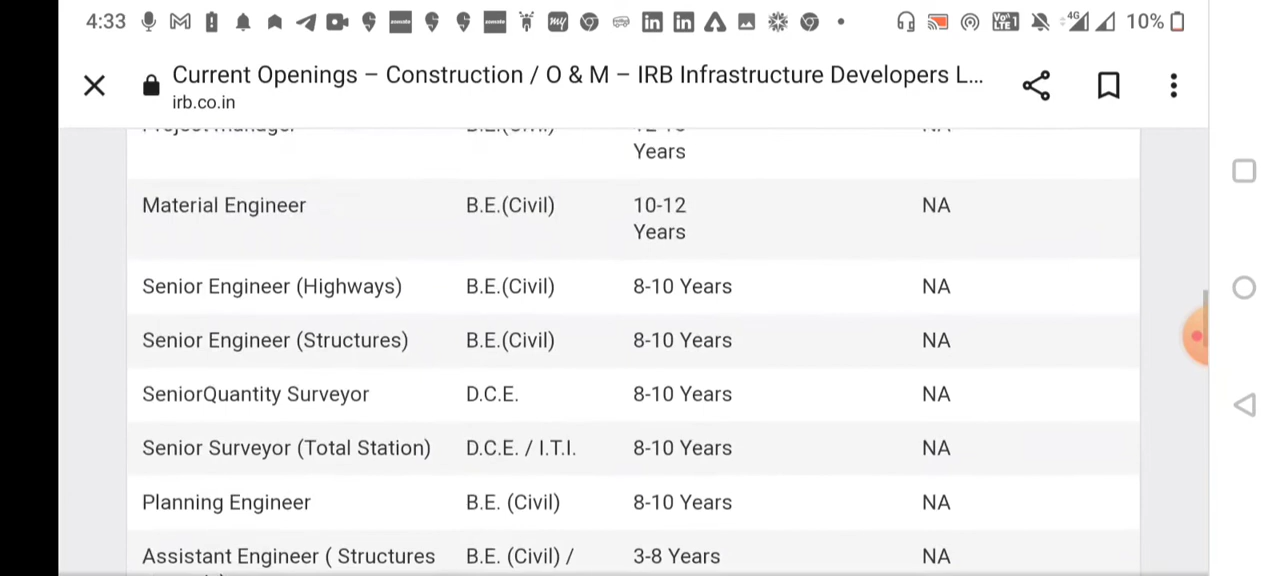 4:33 10%
Current Openings – Construction / O & M – IRB Infrastructure Developers L...
irb.co.in
Years
Material Engineer B.E.(Civil) 10-12 NA
Years
Senior Engineer (Highways) B.E.(Civil) 8-10 Years NA
Senior Engineer (Structures) B.E.(Civil) 8-10 Years NA
SeniorQuantity Surveyor D.C.E. 8-10 Years NA
Senior Surveyor (Total Station) D.C.E. / I.T.I. 8-10 Years NA
Planning Engineer B.E. (Civil) 8-10 Years NA
Assistant Engineer ( Structures B.E. (Civil) / 3-8 Years NA